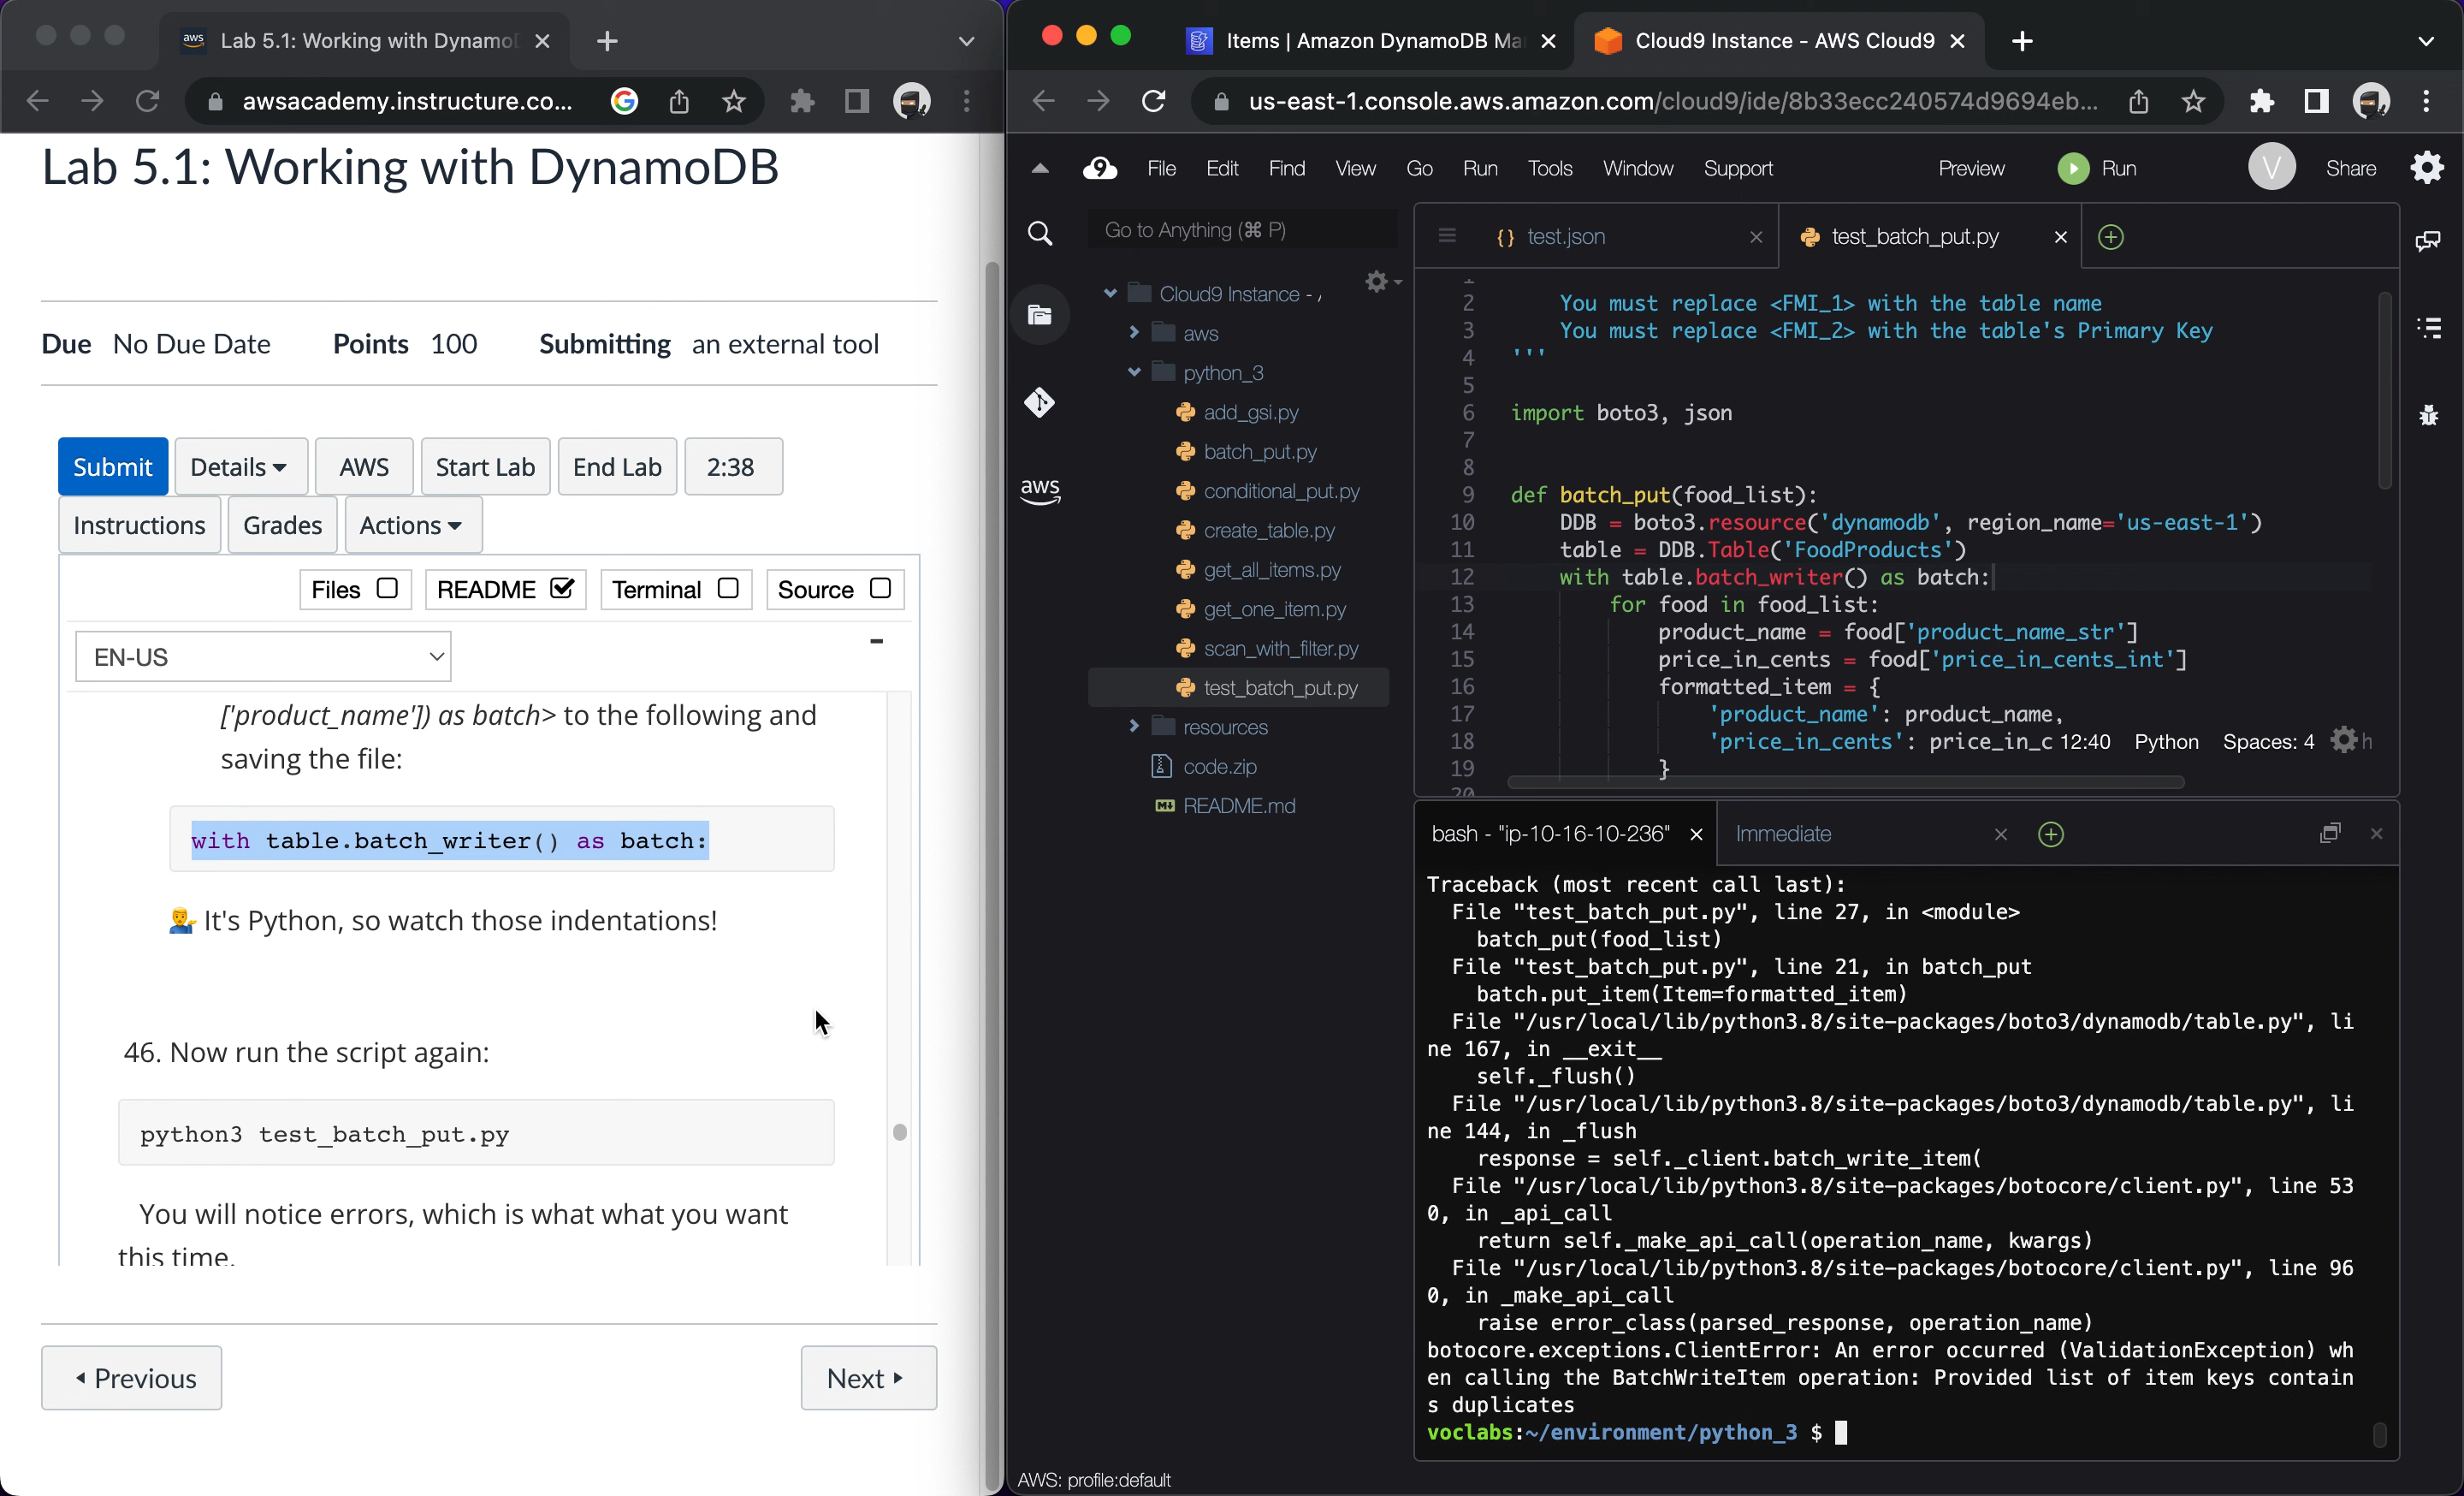 aws Lab 5.1: Working with Dynamo
awsacademy.instructure.co...
Lab 5.1: Working with DynamoDB
Due No Due Date Points 100 Submitting an external tool
Submit Details AWS Start Lab End Lab 2:38
Instructions Grades Actions
Files README Terminal Source
EN-US
['product_name']) as batch> to the following and
saving the file:
with table.batch_writer() as batch:
It's Python, so watch those indentations!
46. Now run the script again:
python3 test_batch_put.py
You will notice errors, which is what what you want
this time.
Previous Next
Items | Amazon DynamoDB Ma
Cloud9 Instance - AWS Cloud9
us-east-1.console.aws.amazon.com/cloud9/ide/8b33ecc240574d9694eb...
9 File Edit Find View Go Run Tools Window Support Preview Run V Share
Go to Anything (⌘ P)
aws
Cloud9 Instance - /
aws
python_3
add_gsi.py
batch_put.py
conditional_put.py
create_table.py
get_all_items.py
get_one_item.py
scan_with_filter.py
test_batch_put.py
resources
code.zip
README.md
{} test.json
test_batch_put.py
2 You must replace <FMI_1> with the table name
3 You must replace <FMI_2> with the table's Primary Key
4 '''
5
6 import boto3, json
7
8
9 def batch_put(food_list):
10 DDB = boto3.resource('dynamodb', region_name='us-east-1')
11 table = DDB.Table('FoodProducts')
12 with table.batch_writer() as batch:
13 for food in food_list:
14 product_name = food['product_name_str']
15 price_in_cents = food['price_in_cents_int']
16 formatted_item = {
17 'product_name': product_name,
18 'price_in_cents': price_in_c 12:40 Python Spaces: 4 h
19 }
20
bash - "ip-10-16-10-236" Immediate
Traceback (most recent call last):
File "test_batch_put.py", line 27, in <module>
batch_put(food_list)
File "test_batch_put.py", line 21, in batch_put
batch.put_item(Item=formatted_item)
File "/usr/local/lib/python3.8/site-packages/boto3/dynamodb/table.py", li
ne 167, in __exit__
self._flush()
File "/usr/local/lib/python3.8/site-packages/boto3/dynamodb/table.py", li
ne 144, in _flush
response = self._client.batch_write_item(
File "/usr/local/lib/python3.8/site-packages/botocore/client.py", line 53
0, in _api_call
return self._make_api_call(operation_name, kwargs)
File "/usr/local/lib/python3.8/site-packages/botocore/client.py", line 96
0, in _make_api_call
raise error_class(parsed_response, operation_name)
botocore.exceptions.ClientError: An error occurred (ValidationException) wh
en calling the BatchWriteItem operation: Provided list of item keys contain
s duplicates
voclabs:~/environment/python_3 $
AWS: profile:default